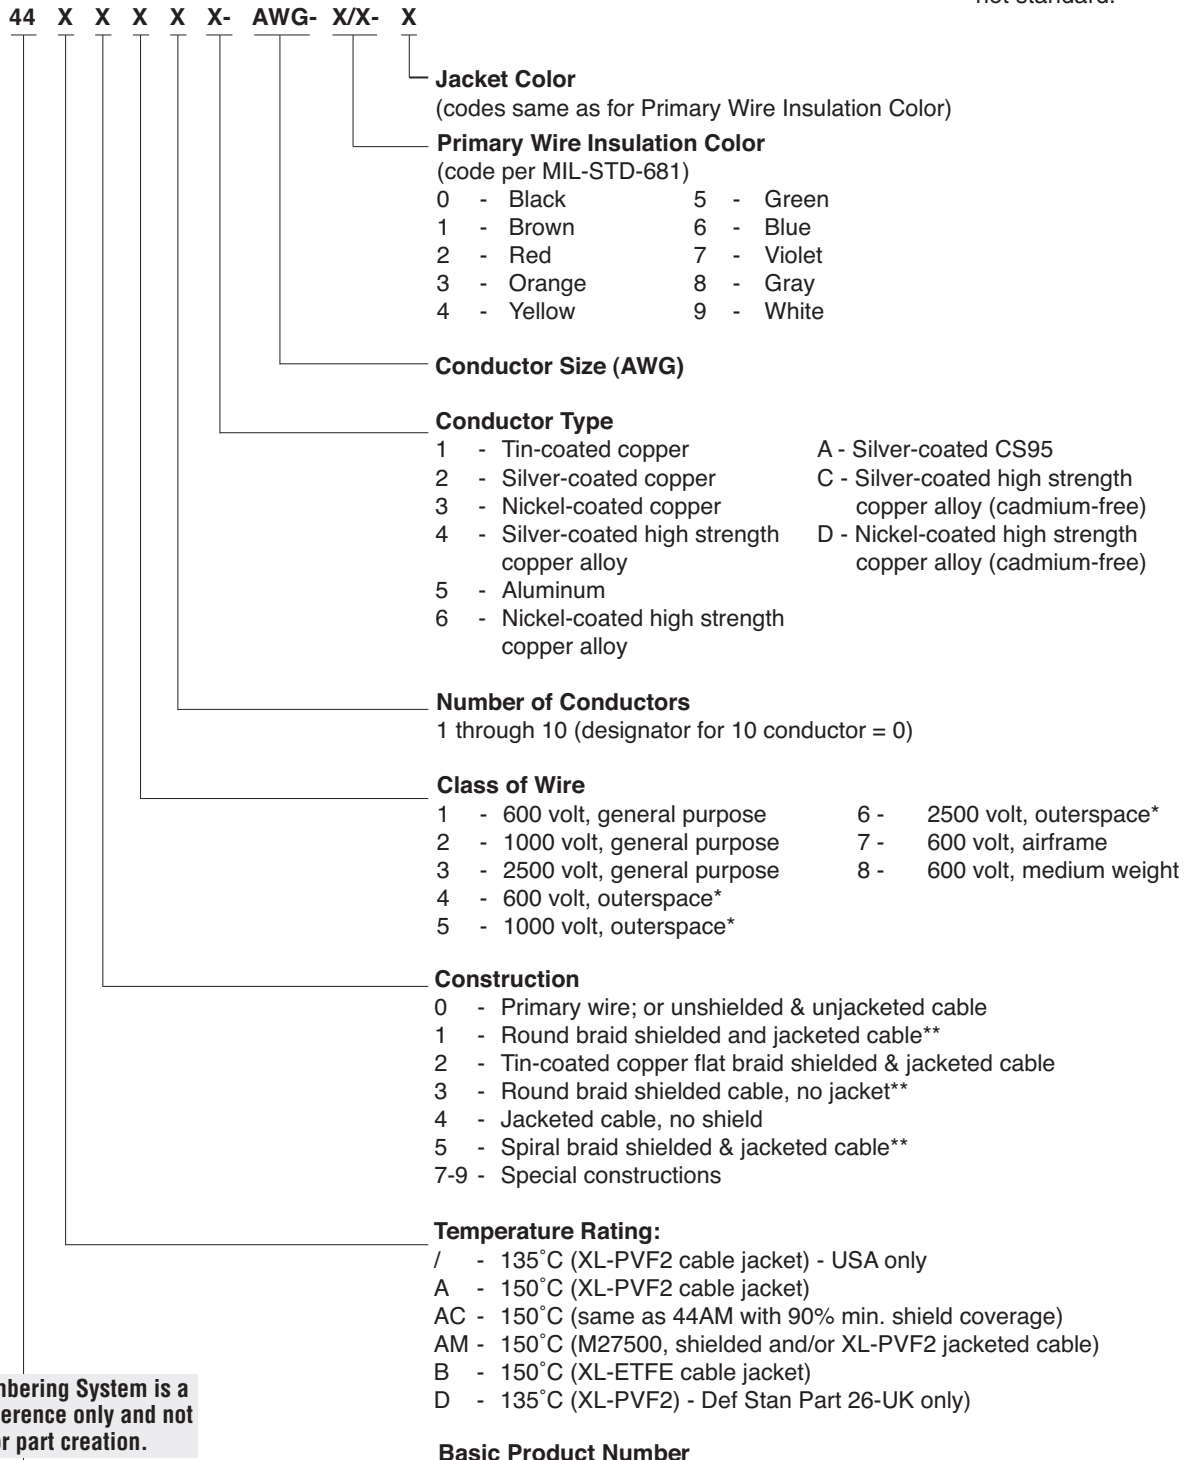 not standard.
44 X X X X X- AWG- X/X- X
Jacket Color
(codes same as for Primary Wire Insulation Color)
Primary Wire Insulation Color
(code per MIL-STD-681)
0 - Black 5 - Green
1 - Brown 6 - Blue
2 - Red 7 - Violet
3 - Orange 8 - Gray
4 - Yellow 9 - White
Conductor Size (AWG)
Conductor Type
1 - Tin-coated copper A - Silver-coated CS95
2 - Silver-coated copper C - Silver-coated high strength
3 - Nickel-coated copper copper alloy (cadmium-free)
4 - Silver-coated high strength D - Nickel-coated high strength
copper alloy copper alloy (cadmium-free)
5 - Aluminum
6 - Nickel-coated high strength
copper alloy
Number of Conductors
1 through 10 (designator for 10 conductor = 0)
Class of Wire
1 - 600 volt, general purpose 6 - 2500 volt, outerspace*
2 - 1000 volt, general purpose 7 - 600 volt, airframe
3 - 2500 volt, general purpose 8 - 600 volt, medium weight
4 - 600 volt, outerspace*
5 - 1000 volt, outerspace*
Construction
0 - Primary wire; or unshielded & unjacketed cable
1 - Round braid shielded and jacketed cable**
2 - Tin-coated copper flat braid shielded & jacketed cable
3 - Round braid shielded cable, no jacket**
4 - Jacketed cable, no shield
5 - Spiral braid shielded & jacketed cable**
7-9 - Special constructions
Temperature Rating:
/ - 135˚C (XL-PVF2 cable jacket) - USA only
A - 150˚C (XL-PVF2 cable jacket)
AC - 150˚C (same as 44AM with 90% min. shield coverage)
AM - 150˚C (M27500, shielded and/or XL-PVF2 jacketed cable)
B - 150˚C (XL-ETFE cable jacket)
D - 135˚C (XL-PVF2) - Def Stan Part 26-UK only)
nbering System is a
erence only and not
or part creation.
Basic Product Number